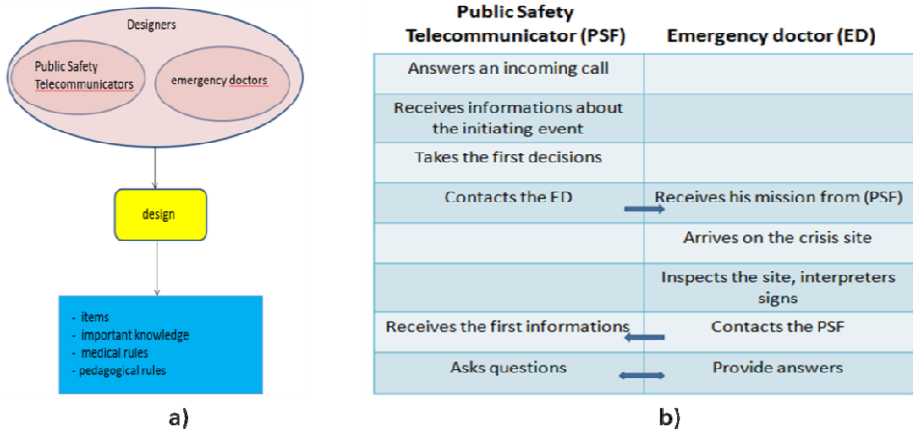 Designers
Public Safety
Telecommunicators
emergency doctors
design
- items
- important knowledge
- medical rules
- pedagogical rules
a)
Public Safety
Telecommunicator (PSF)
Emergency doctor (ED)
Answers an incoming call
Receives informations about
the initiating event
Takes the first decisions
Contacts the ED
Receives his mission from (PSF)
Arrives on the crisis site
Inspects the site, interpreters
signs
Receives the first informations
Contacts the PSF
Asks questions
Provide answers
b)